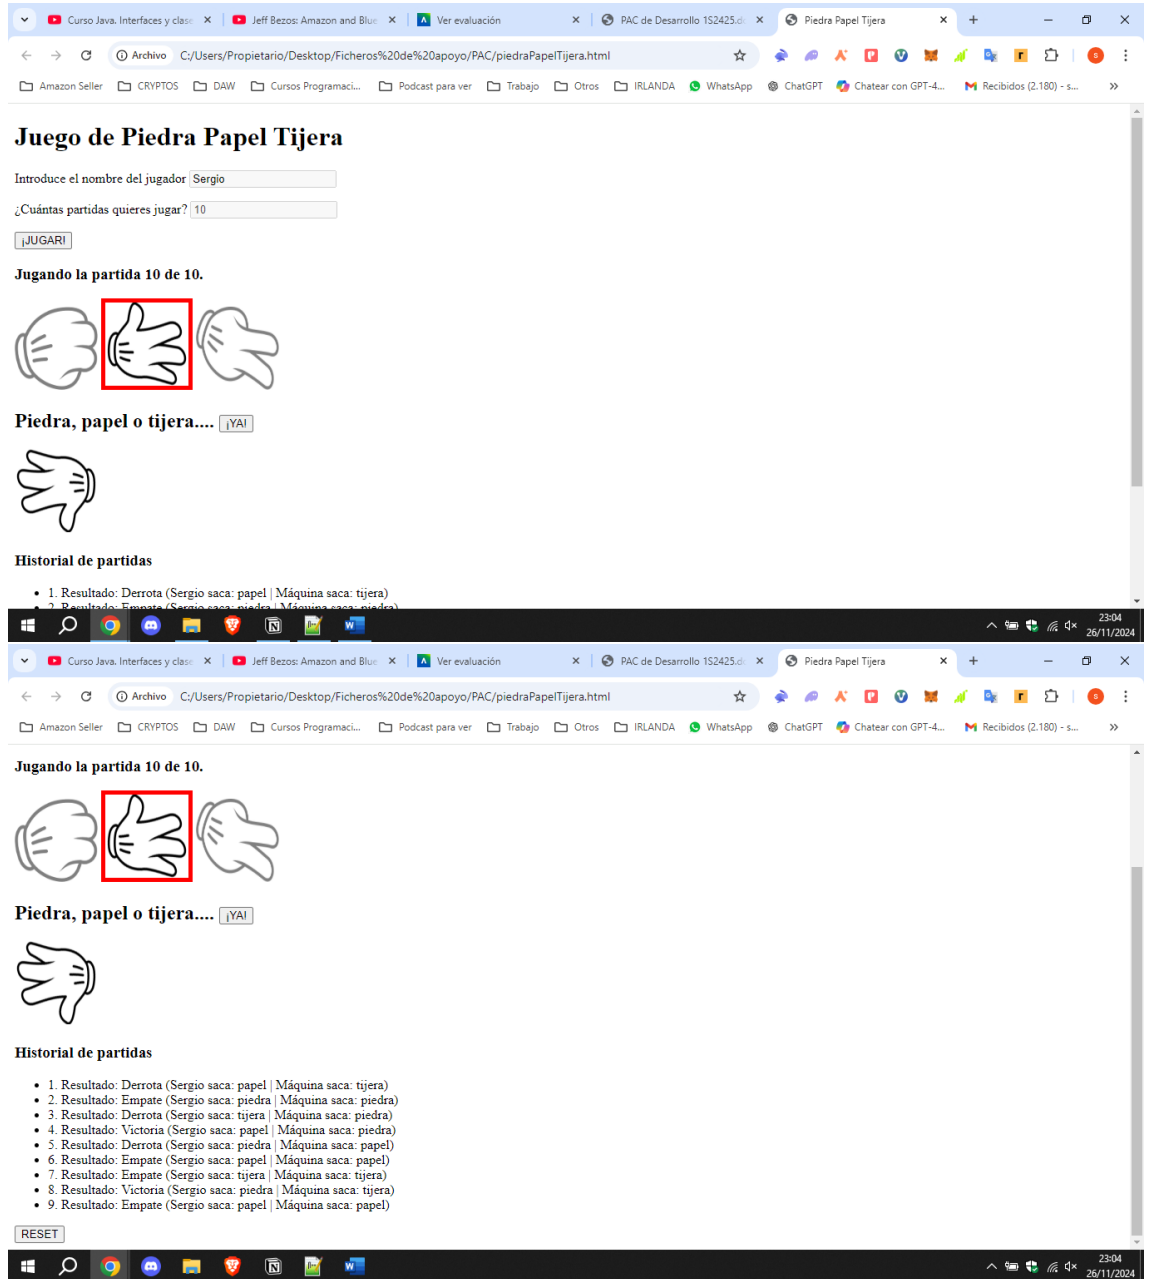 Curso Java. Interfaces y clase
Jeff Bezos: Amazon and Blue
Ver evaluación
PAC de Desarrollo 1S2425.do
Piedra Papel Tijera
Archivo C:/Users/Propietario/Desktop/Ficheros%20de%20apoyo/PAC/piedraPapelTijera.html
Amazon Seller CRYPTOS DAW Cursos Programaci... Podcast para ver Trabajo Otros IRLANDA WhatsApp ChatGPT Chatear con GPT-4... Recibidos (2.180) - s... »
Juego de Piedra Papel Tijera
Introduce el nombre del jugador Sergio
¿Cuántas partidas quieres jugar? 10
¡JUGAR!
Jugando la partida 10 de 10.
Piedra, papel o tijera.... ¡YA!
Historial de partidas
1. Resultado: Derrota (Sergio saca: papel | Máquina saca: tijera)
2. Resultado: Empate (Sergio saca: piedra | Máquina saca: piedra)
23:04
26/11/2024
Curso Java. Interfaces y clase
Jeff Bezos: Amazon and Blue
Ver evaluación
PAC de Desarrollo 1S2425.do
Piedra Papel Tijera
Archivo C:/Users/Propietario/Desktop/Ficheros%20de%20apoyo/PAC/piedraPapelTijera.html
Amazon Seller CRYPTOS DAW Cursos Programaci... Podcast para ver Trabajo Otros IRLANDA WhatsApp ChatGPT Chatear con GPT-4... Recibidos (2.180) - s... »
Jugando la partida 10 de 10.
Piedra, papel o tijera.... ¡YA!
Historial de partidas
1. Resultado: Derrota (Sergio saca: papel | Máquina saca: tijera)
2. Resultado: Empate (Sergio saca: piedra | Máquina saca: piedra)
3. Resultado: Derrota (Sergio saca: tijera | Máquina saca: piedra)
4. Resultado: Victoria (Sergio saca: papel | Máquina saca: piedra)
5. Resultado: Derrota (Sergio saca: piedra | Máquina saca: papel)
6. Resultado: Empate (Sergio saca: papel | Máquina saca: papel)
7. Resultado: Empate (Sergio saca: tijera | Máquina saca: tijera)
8. Resultado: Victoria (Sergio saca: piedra | Máquina saca: tijera)
9. Resultado: Empate (Sergio saca: papel | Máquina saca: papel)
RESET
23:04
26/11/2024